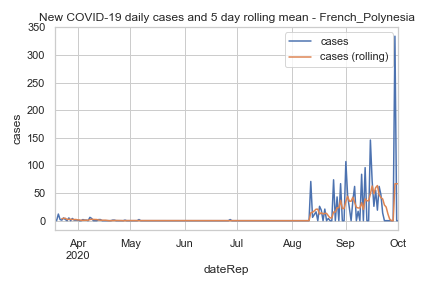 New COVID-19 daily cases and 5 day rolling mean - French_Polynesia
cases
cases (rolling)
350
300
250
200
150
100
50
0
cases
Apr
2020
May
Jun
Jul
Aug
Sep
Oct
dateRep